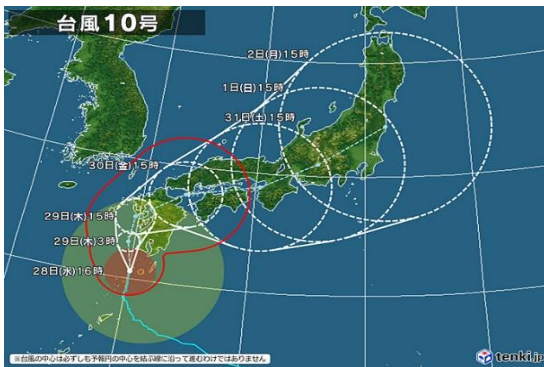 台風10号
2日(月)15時
1日(日)15時
31日(土)15時
30日(金)15時
29日(木)15時
29日(木)3時
28日(水)16時
※台風の中心は必ずしも予報円の中心を結ぶ線に沿って進むわけではありません
tenki.jp